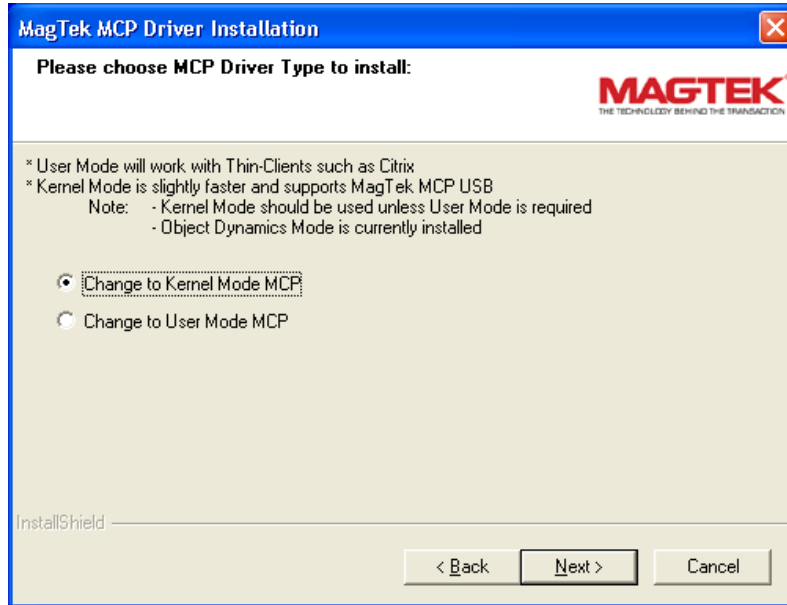 MagTek MCP Driver Installation
Please choose MCP Driver Type to install:
MAGTEK
THE TECHNOLOGY BEHIND THE TRANSACTION
* User Mode will work with Thin-Clients such as Citrix
* Kernel Mode is slightly faster and supports MagTek MCP USB
Note: - Kernel Mode should be used unless User Mode is required
- Object Dynamics Mode is currently installed
Change to Kernel Mode MCP
Change to User Mode MCP
InstallShield
< Back Next > Cancel